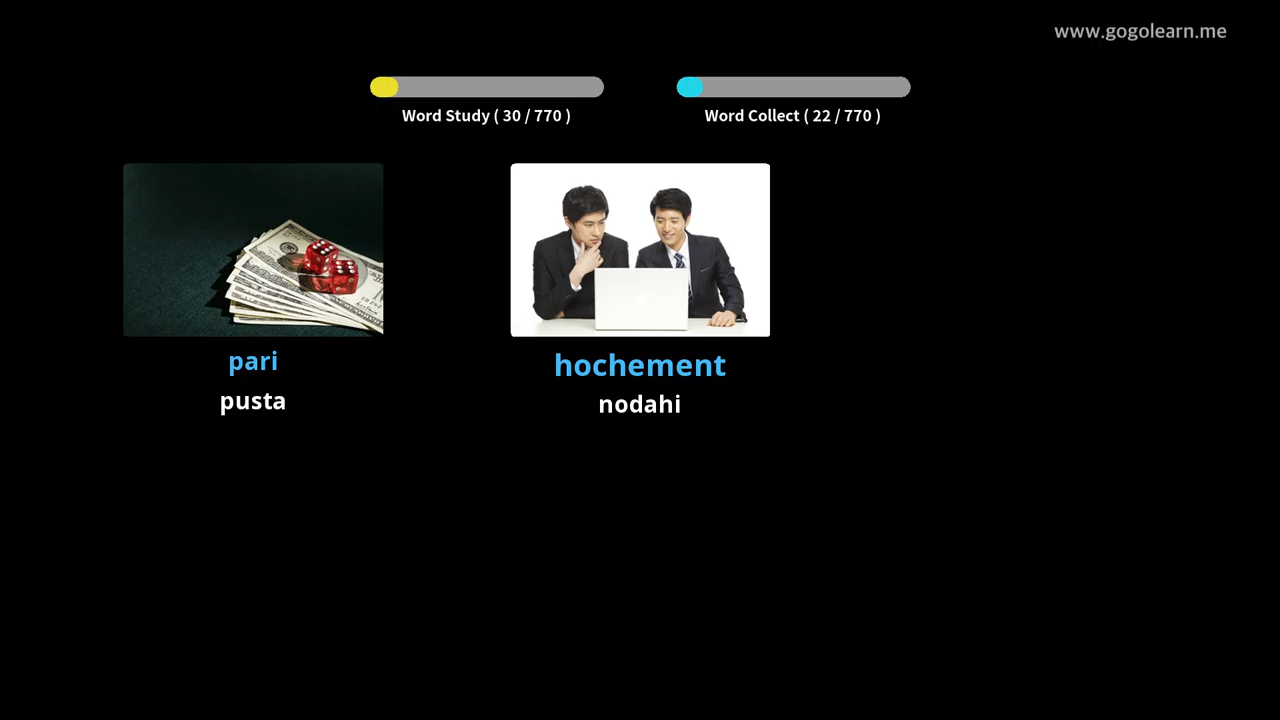 www.gogolearn.me
Word Study ( 30 / 770 )
Word Collect ( 22 / 770 )
pari
pusta
hochement
nodahi